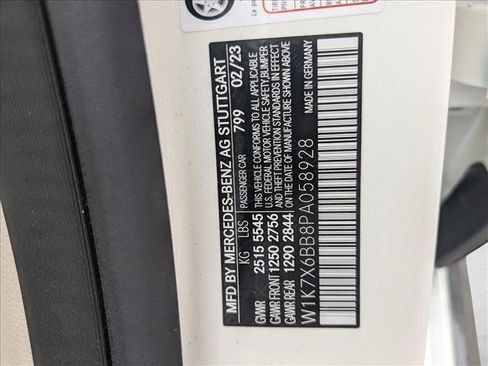 MFD BY MERCEDES-BENZ AG STUTTGART
PASSENGER CAR 799 02/23
KG LBS
GVWR 2515 5545
GAWR FRONT 1250 2756
GAWR REAR 1290 2844
THIS VEHICLE CONFORMS TO ALL APPLICABLE
U.S. FEDERAL MOTOR VEHICLE SAFETY, BUMPER
AND THEFT PREVENTION STANDARDS IN EFFECT
ON THE DATE OF MANUFACTURE SHOWN ABOVE
MADE IN GERMANY
W1K7X6BB8PA058928